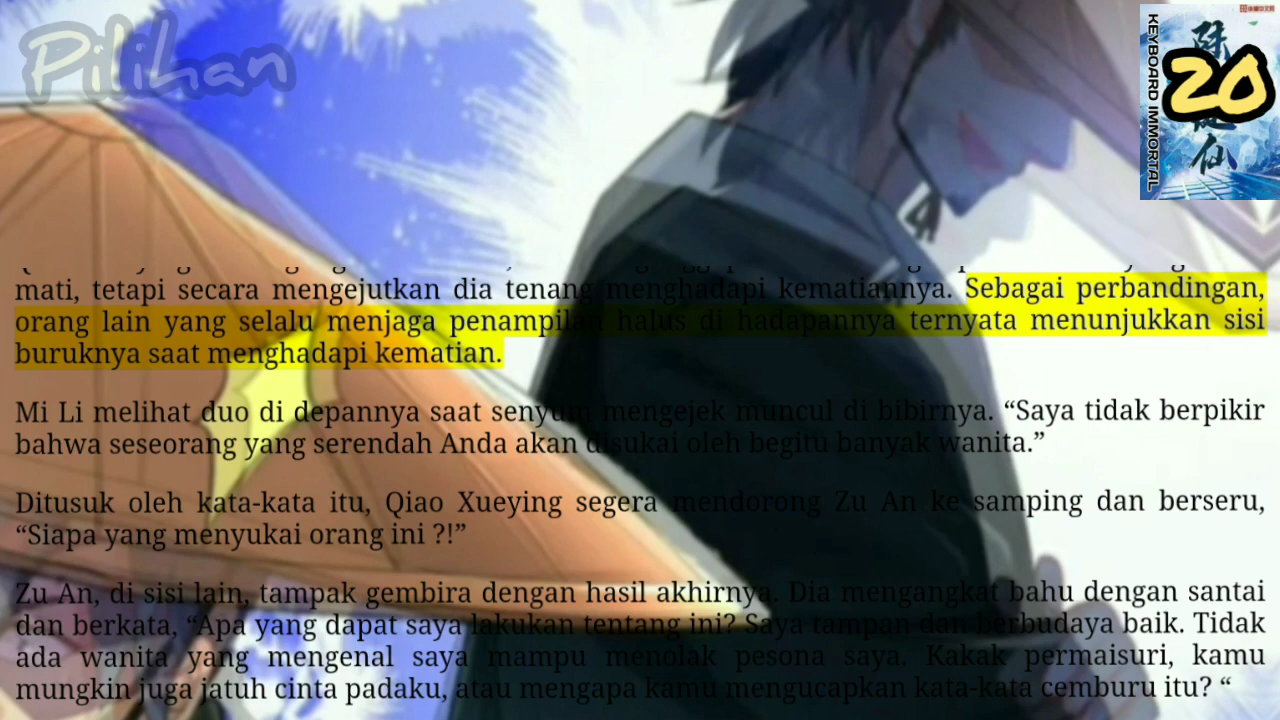 Pilihan
KEYBOARD IMMORTAL
20
仙
mati, tetapi secara mengejutkan dia tenang menghadapi kematiannya. Sebagai perbandingan,
orang lain yang selalu menjaga penampilan halus di hadapannya ternyata menunjukkan sisi
buruknya saat menghadapi kematian.
Mi Li melihat duo di depannya saat senyum mengejek muncul di bibirnya. “Saya tidak berpikir
bahwa seseorang yang serendah Anda akan disukai oleh begitu banyak wanita.”
Ditusuk oleh kata-kata itu, Qiao Xueying segera mendorong Zu An ke samping dan berseru,
“Siapa yang menyukai orang ini ?!”
Zu An, di sisi lain, tampak gembira dengan hasil akhirnya. Dia mengangkat bahu dengan santai
dan berkata, “Apa yang dapat saya lakukan tentang ini? Saya tampan dan berbudaya baik. Tidak
ada wanita yang mengenal saya mampu menolak pesona saya. Kakak permaisuri, kamu
mungkin juga jatuh cinta padaku, atau mengapa kamu mengucapkan kata-kata cemburu itu? “